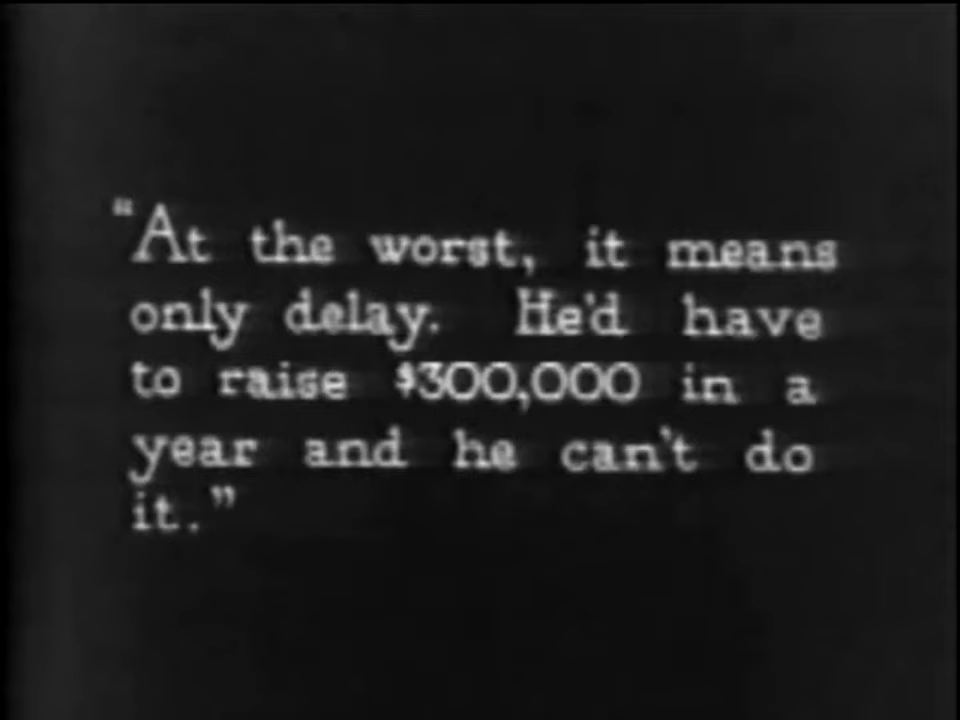 “At the worst, it means
only delay. He'd have
to raise $300,000 in a
year and he can't do
it.”